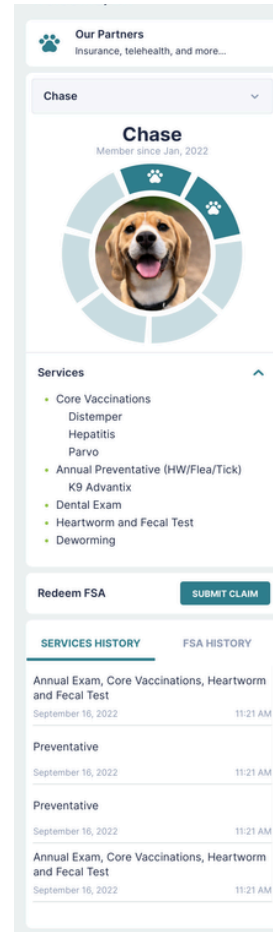 Our Partners
Insurance, telehealth, and more...
Chase
Chase
Member since Jan, 2022
Services
Core Vaccinations
Distemper
Hepatitis
Parvo
Annual Preventative (HW/Flea/Tick)
K9 Advantix
Dental Exam
Heartworm and Fecal Test
Deworming
Redeem FSA
SUBMIT CLAIM
SERVICES HISTORY
FSA HISTORY
Annual Exam, Core Vaccinations, Heartworm
and Fecal Test
September 16, 2022
11:21 AM
Preventative
September 16, 2022
11:21 AM
Preventative
September 16, 2022
11:21 AM
Annual Exam, Core Vaccinations, Heartworm
and Fecal Test
September 16, 2022
11:21 AM